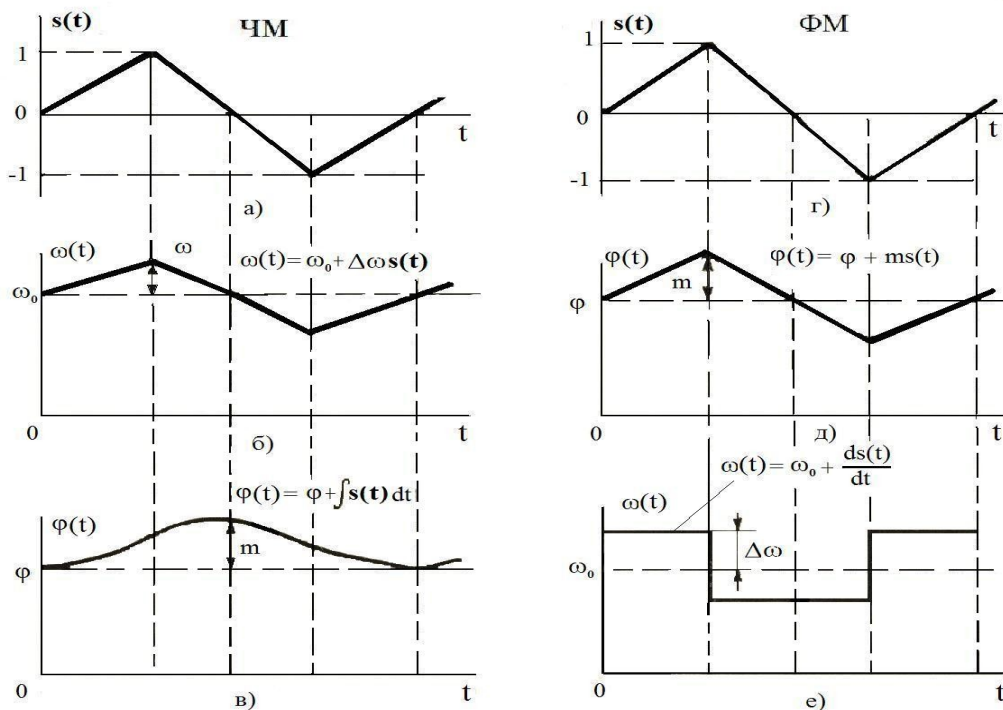 s(t)
ЧМ
1
0
t
-1
а)
ω(t)
ω
ω(t)= ω₀+ Δωs(t)
ω₀
0
б)
t
φ(t)
φ(t)= φ+∫s(t) dt
m
φ
0
в)
t
s(t)
ФМ
1
0
t
-1
г)
φ(t)
φ(t)= φ + ms(t)
m
φ
0
д)
t
ω(t)= ω₀ + ds(t)/dt
ω(t)
Δω
ω₀
0
е)
t